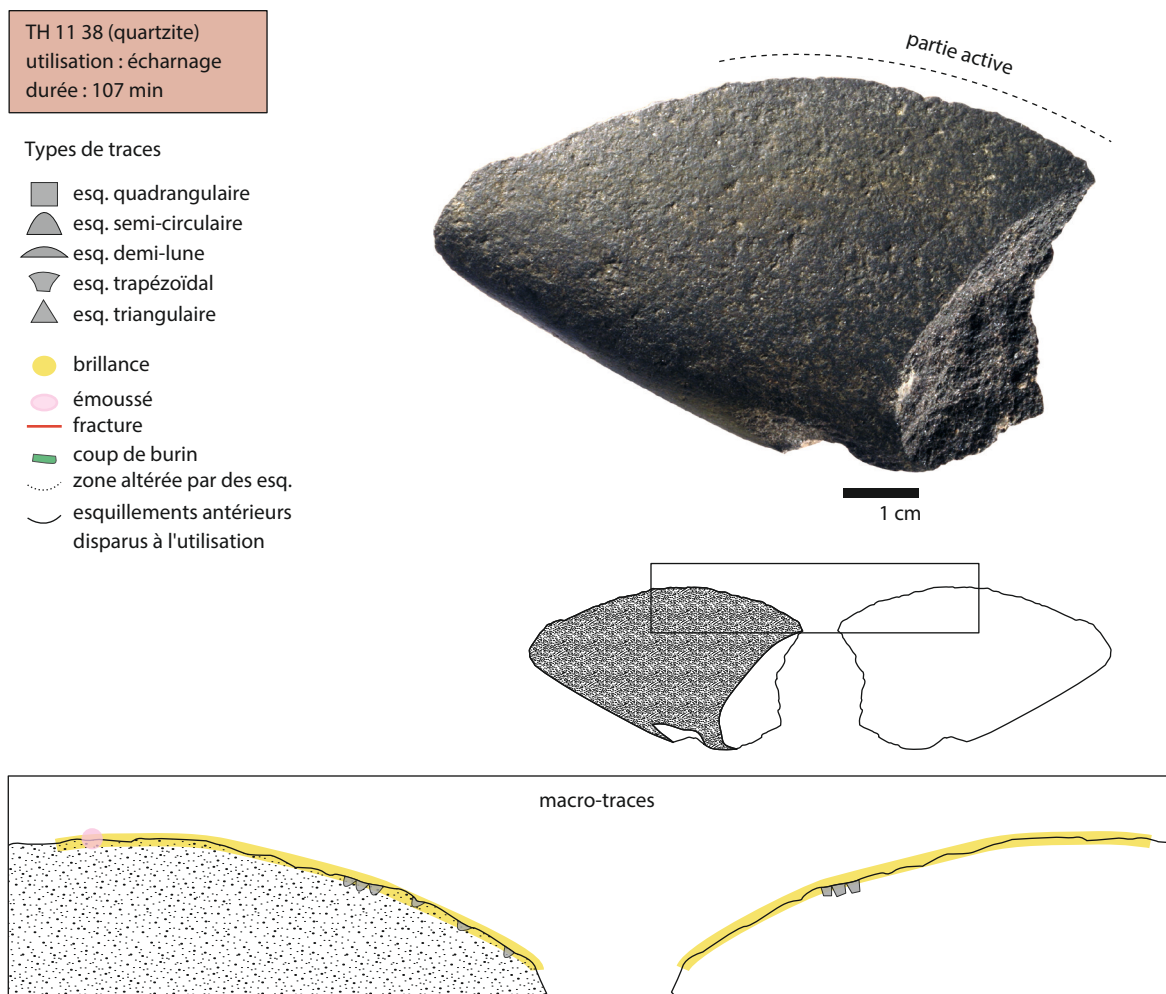 TH 11 38 (quartzite)
utilisation : écharnage
durée : 107 min
Types de traces
esq. quadrangulaire
esq. semi-circulaire
esq. demi-lune
esq. trapézoïdal
esq. triangulaire
brillance
émoussé
fracture
coup de burin
zone altérée par des esq.
esquillements antérieurs
disparus à l'utilisation
partie active
1 cm
macro-traces